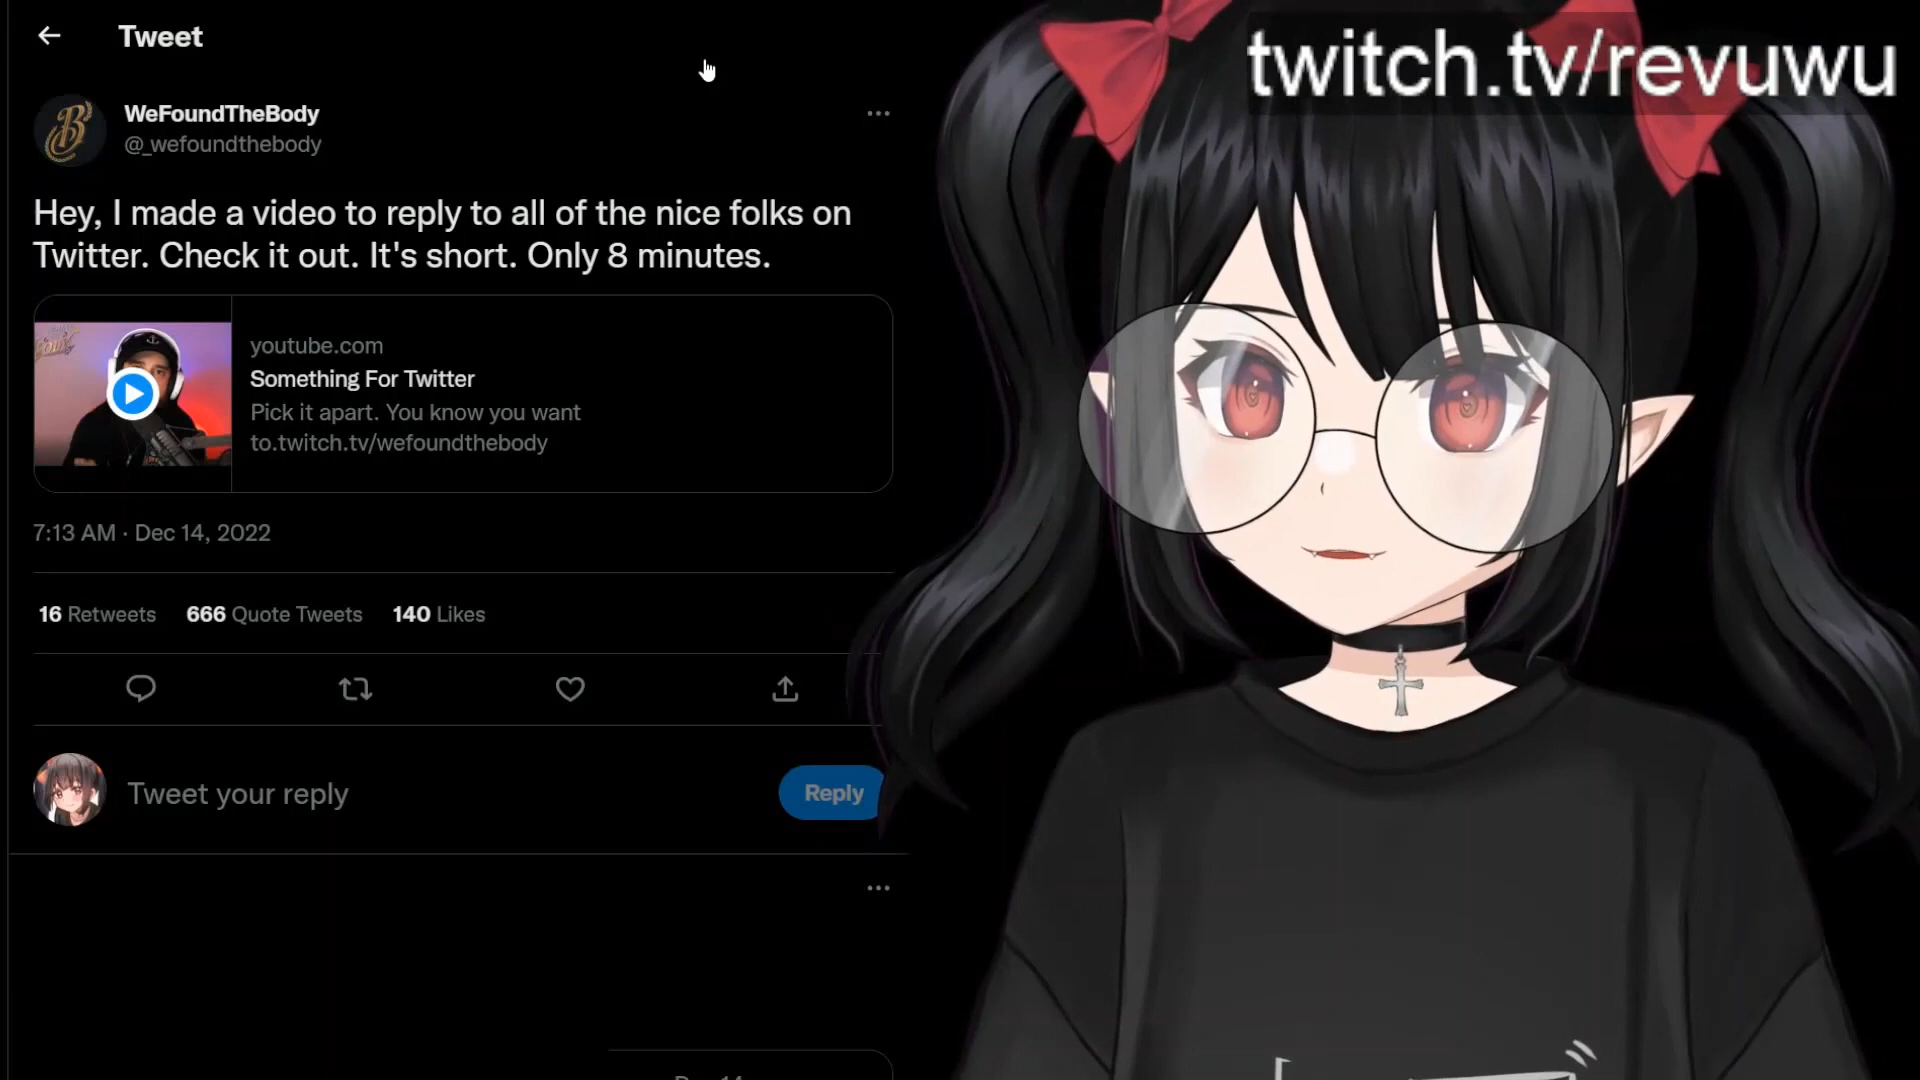 Tweet
twitch.tv/revuwu
WeFoundTheBody
@_wefoundthebody
Hey, I made a video to reply to all of the nice folks on
Twitter. Check it out. It's short. Only 8 minutes.
youtube.com
Something For Twitter
Pick it apart. You know you want
to.twitch.tv/wefoundthebody
7:13 AM · Dec 14, 2022
16 Retweets 666 Quote Tweets 140 Likes
Tweet your reply
Reply